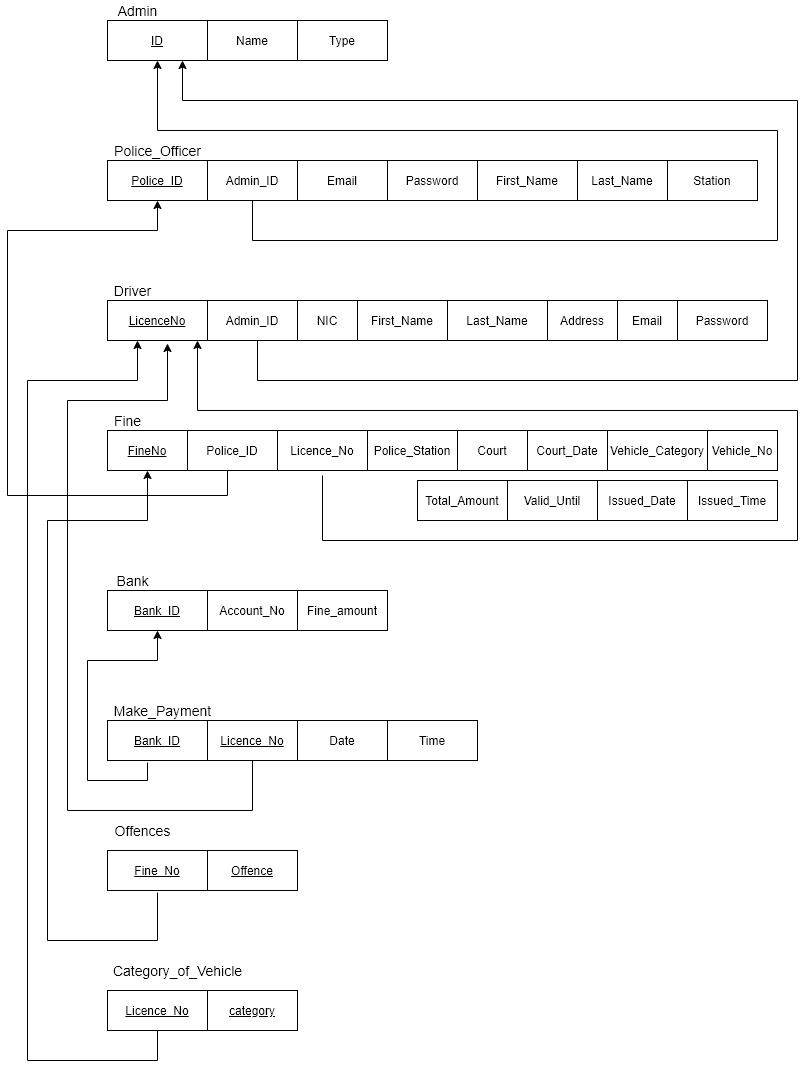 Admin
ID Name Type
Police_Officer
Police_ID Admin_ID Email Password First_Name Last_Name Station
Driver
LicenceNo Admin_ID NIC First_Name Last_Name Address Email Password
Fine
FineNo Police_ID Licence_No Police_Station Court Court_Date Vehicle_Category Vehicle_No
Total_Amount Valid_Until Issued_Date Issued_Time
Bank
Bank_ID Account_No Fine_amount
Make_Payment
Bank_ID Licence_No Date Time
Offences
Fine_No Offence
Category_of_Vehicle
Licence_No category